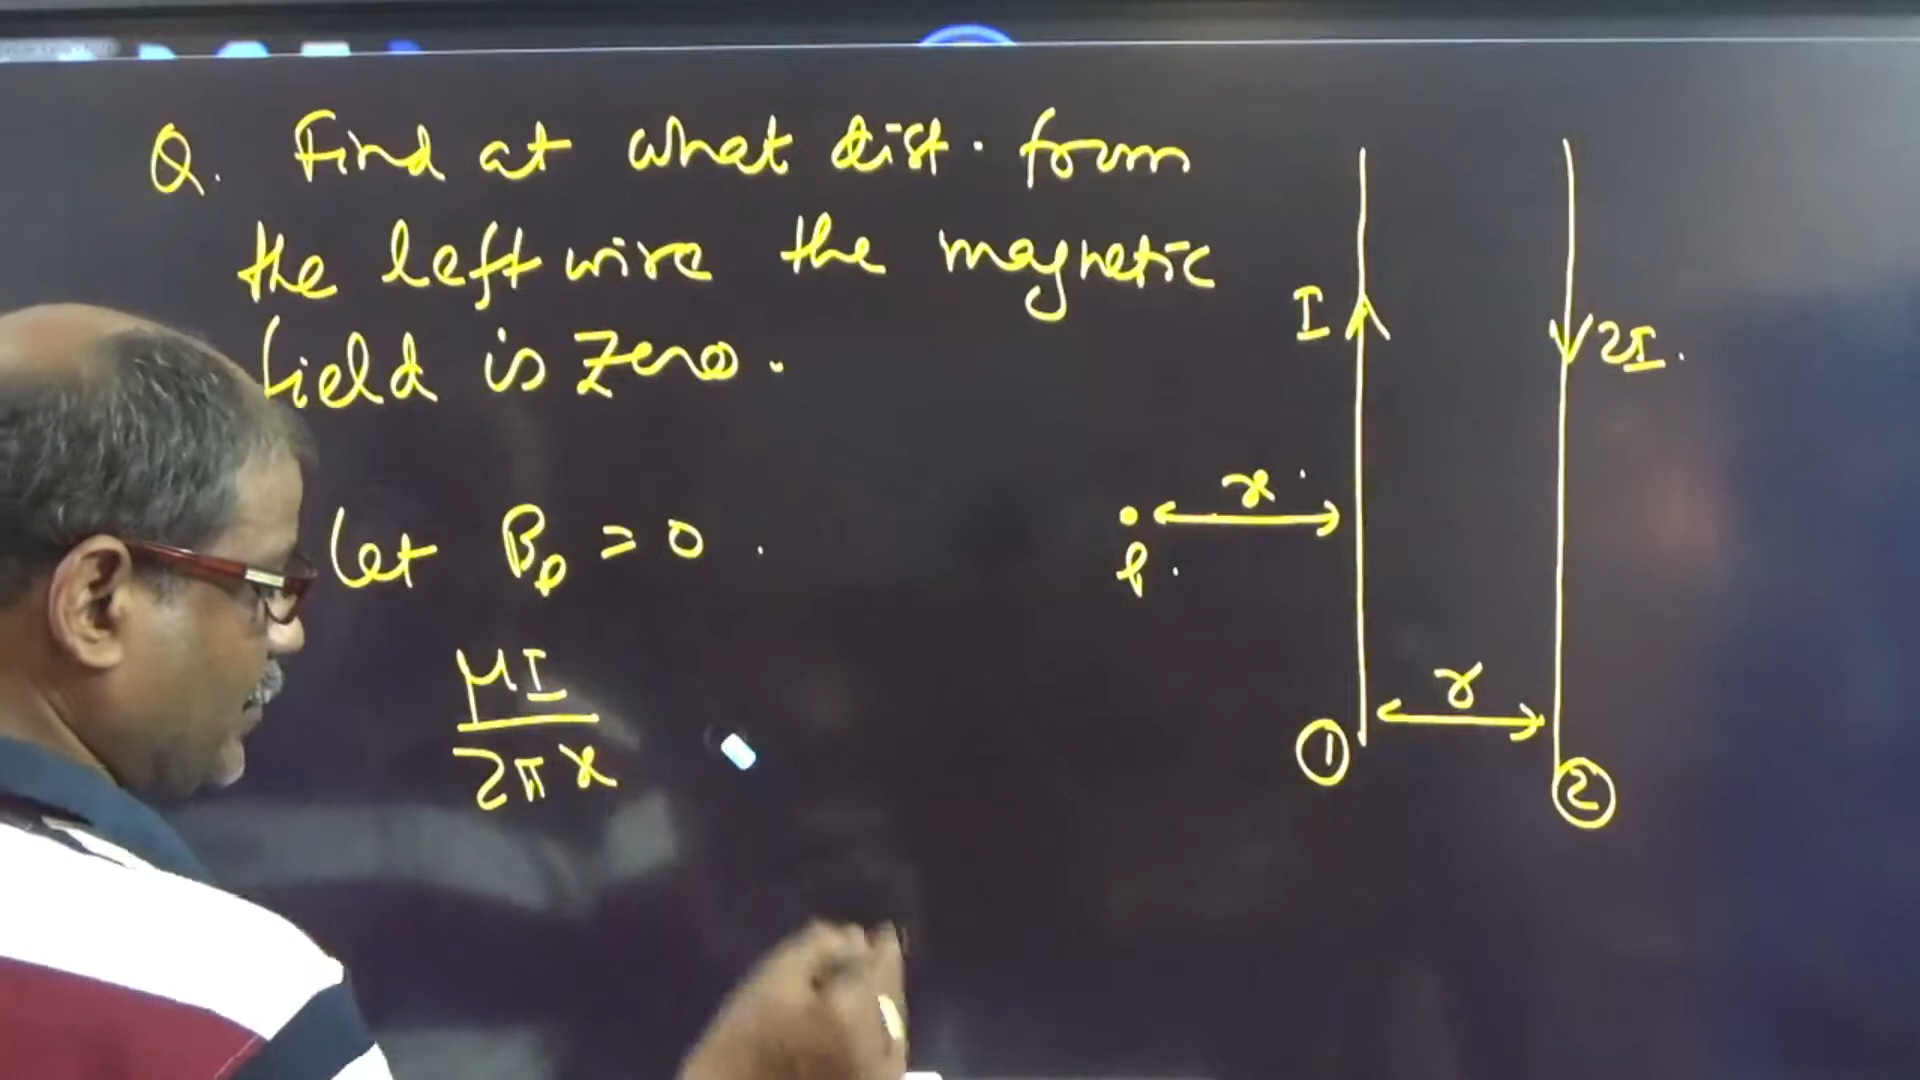 Q. Find at what dist. from
the left wire the magnetic
field is zero.
I
2I.
x
Let B_P = 0.
P.
μI
2πx
r
1
2